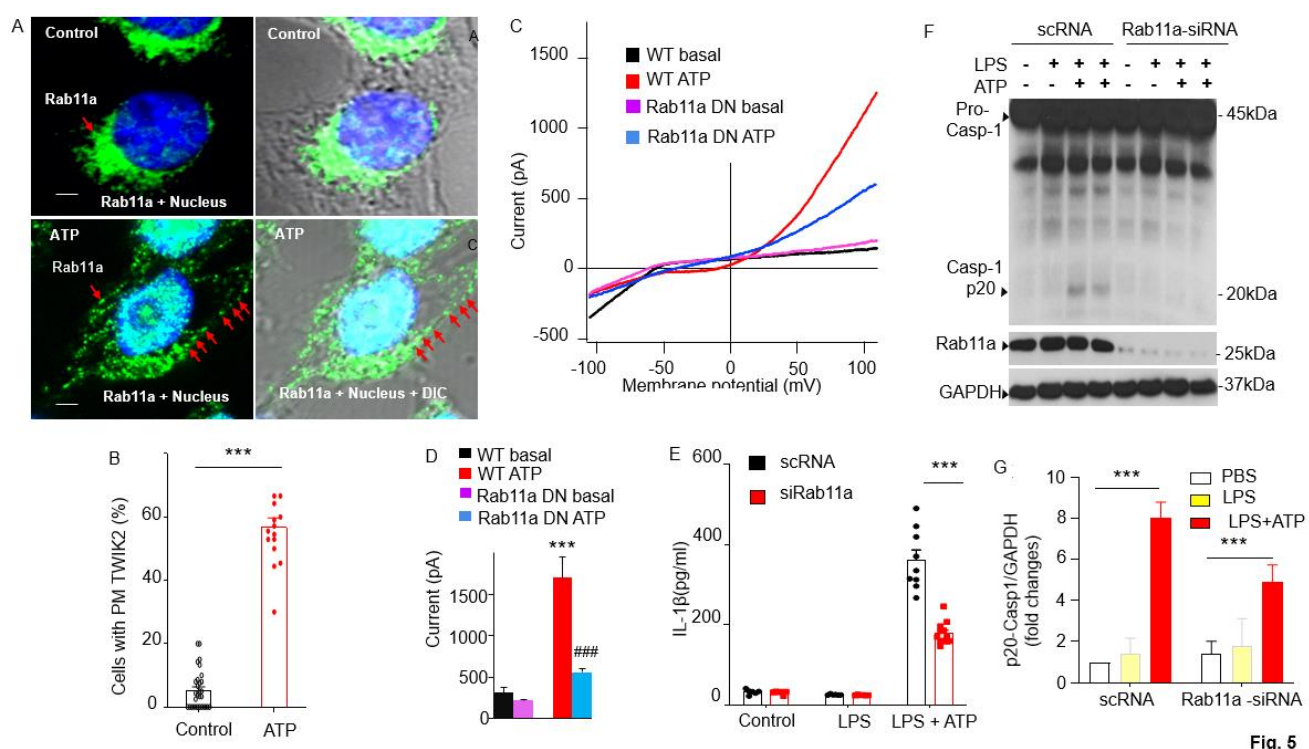 A
Control
Rab11a
Rab11a + Nucleus
Control
A
ATP
Rab11a
Rab11a + Nucleus
ATP
C
Rab11a + Nucleus + DIC
B
***
Cells with PM TWIK2 (%)
60
40
20
0
Control
ATP
C
WT basal
WT ATP
Rab11a DN basal
Rab11a DN ATP
Current (pA)
1500
1000
500
0
-500
-100
-50
0
50
100
Membrane potential (mV)
D
WT basal
WT ATP
Rab11a DN basal
Rab11a DN ATP
***
###
Current (pA)
1500
1000
500
0
E
scRNA
siRab11a
***
IL-1β(pg/ml)
600
400
200
0
Control
LPS
LPS + ATP
F
scRNA Rab11a-siRNA
LPS - + + + - + + +
ATP - - + + - - + +
Pro-
Casp-1
- 45kDa
Casp-1
p20
- 20kDa
Rab11a
- 25kDa
GAPDH
-37kDa
G
PBS
LPS
LPS+ATP
***
***
p20-Casp1/GAPDH
(fold changes)
10
8
6
4
2
0
scRNA
Rab11a -siRNA
Fig. 5